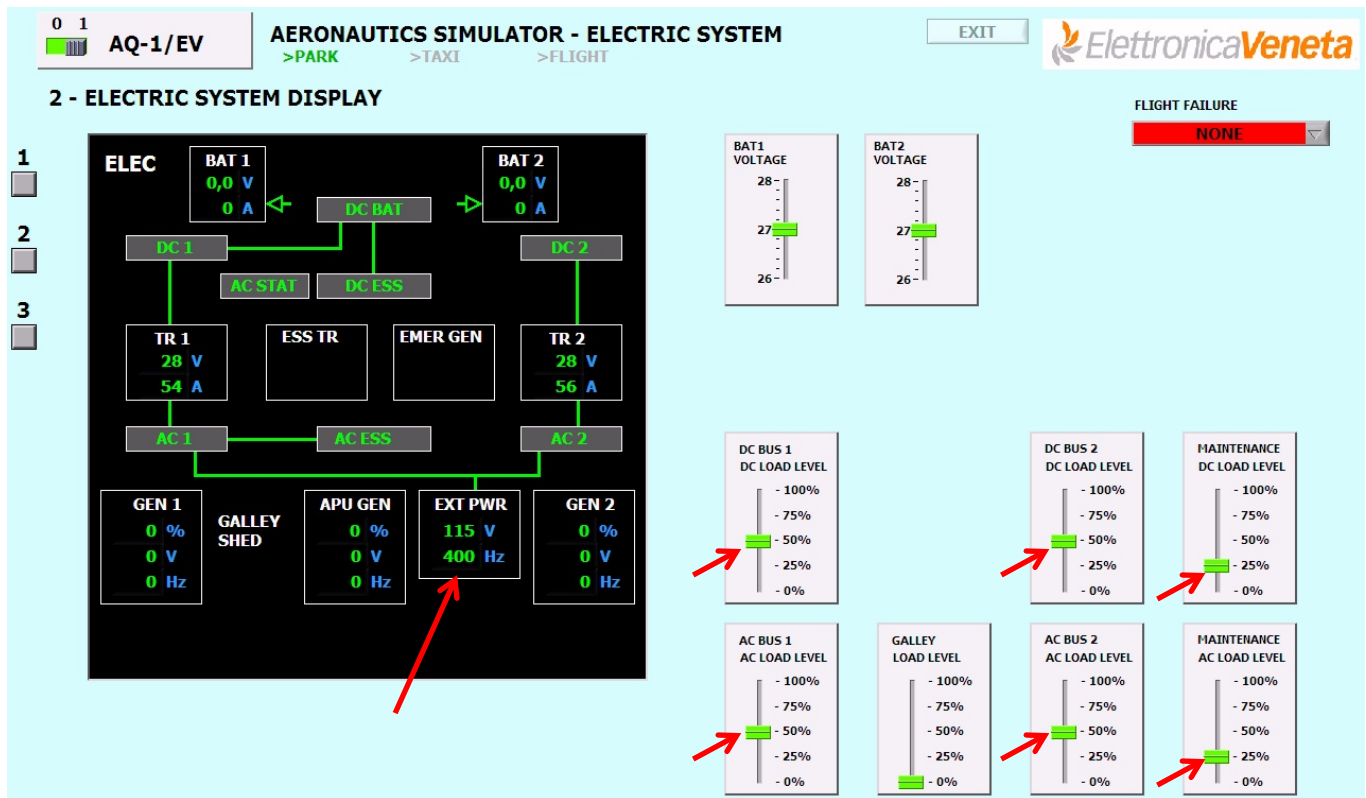 0 1
AQ-1/EV
AERONAUTICS SIMULATOR - ELECTRIC SYSTEM
>PARK >TAXI >FLIGHT
EXIT
ElettronicaVeneta
2 - ELECTRIC SYSTEM DISPLAY
FLIGHT FAILURE
NONE
1
2
3
ELEC
BAT 1
0,0 V
0 A
DC BAT
BAT 2
0,0 V
0 A
DC 1
DC 2
AC STAT
DC ESS
TR 1
28 V
54 A
ESS TR
EMER GEN
TR 2
28 V
56 A
AC 1
AC ESS
AC 2
GEN 1
0 %
0 V
0 Hz
GALLEY
SHED
APU GEN
0 %
0 V
0 Hz
EXT PWR
115 V
400 Hz
GEN 2
0 %
0 V
0 Hz
BAT1
VOLTAGE
28
27
26
BAT2
VOLTAGE
28
27
26
DC BUS 1
DC LOAD LEVEL
- 100%
- 75%
- 50%
- 25%
- 0%
DC BUS 2
DC LOAD LEVEL
- 100%
- 75%
- 50%
- 25%
- 0%
MAINTENANCE
DC LOAD LEVEL
- 100%
- 75%
- 50%
- 25%
- 0%
AC BUS 1
AC LOAD LEVEL
- 100%
- 75%
- 50%
- 25%
- 0%
GALLEY
LOAD LEVEL
- 100%
- 75%
- 50%
- 25%
- 0%
AC BUS 2
AC LOAD LEVEL
- 100%
- 75%
- 50%
- 25%
- 0%
MAINTENANCE
AC LOAD LEVEL
- 100%
- 75%
- 50%
- 25%
- 0%